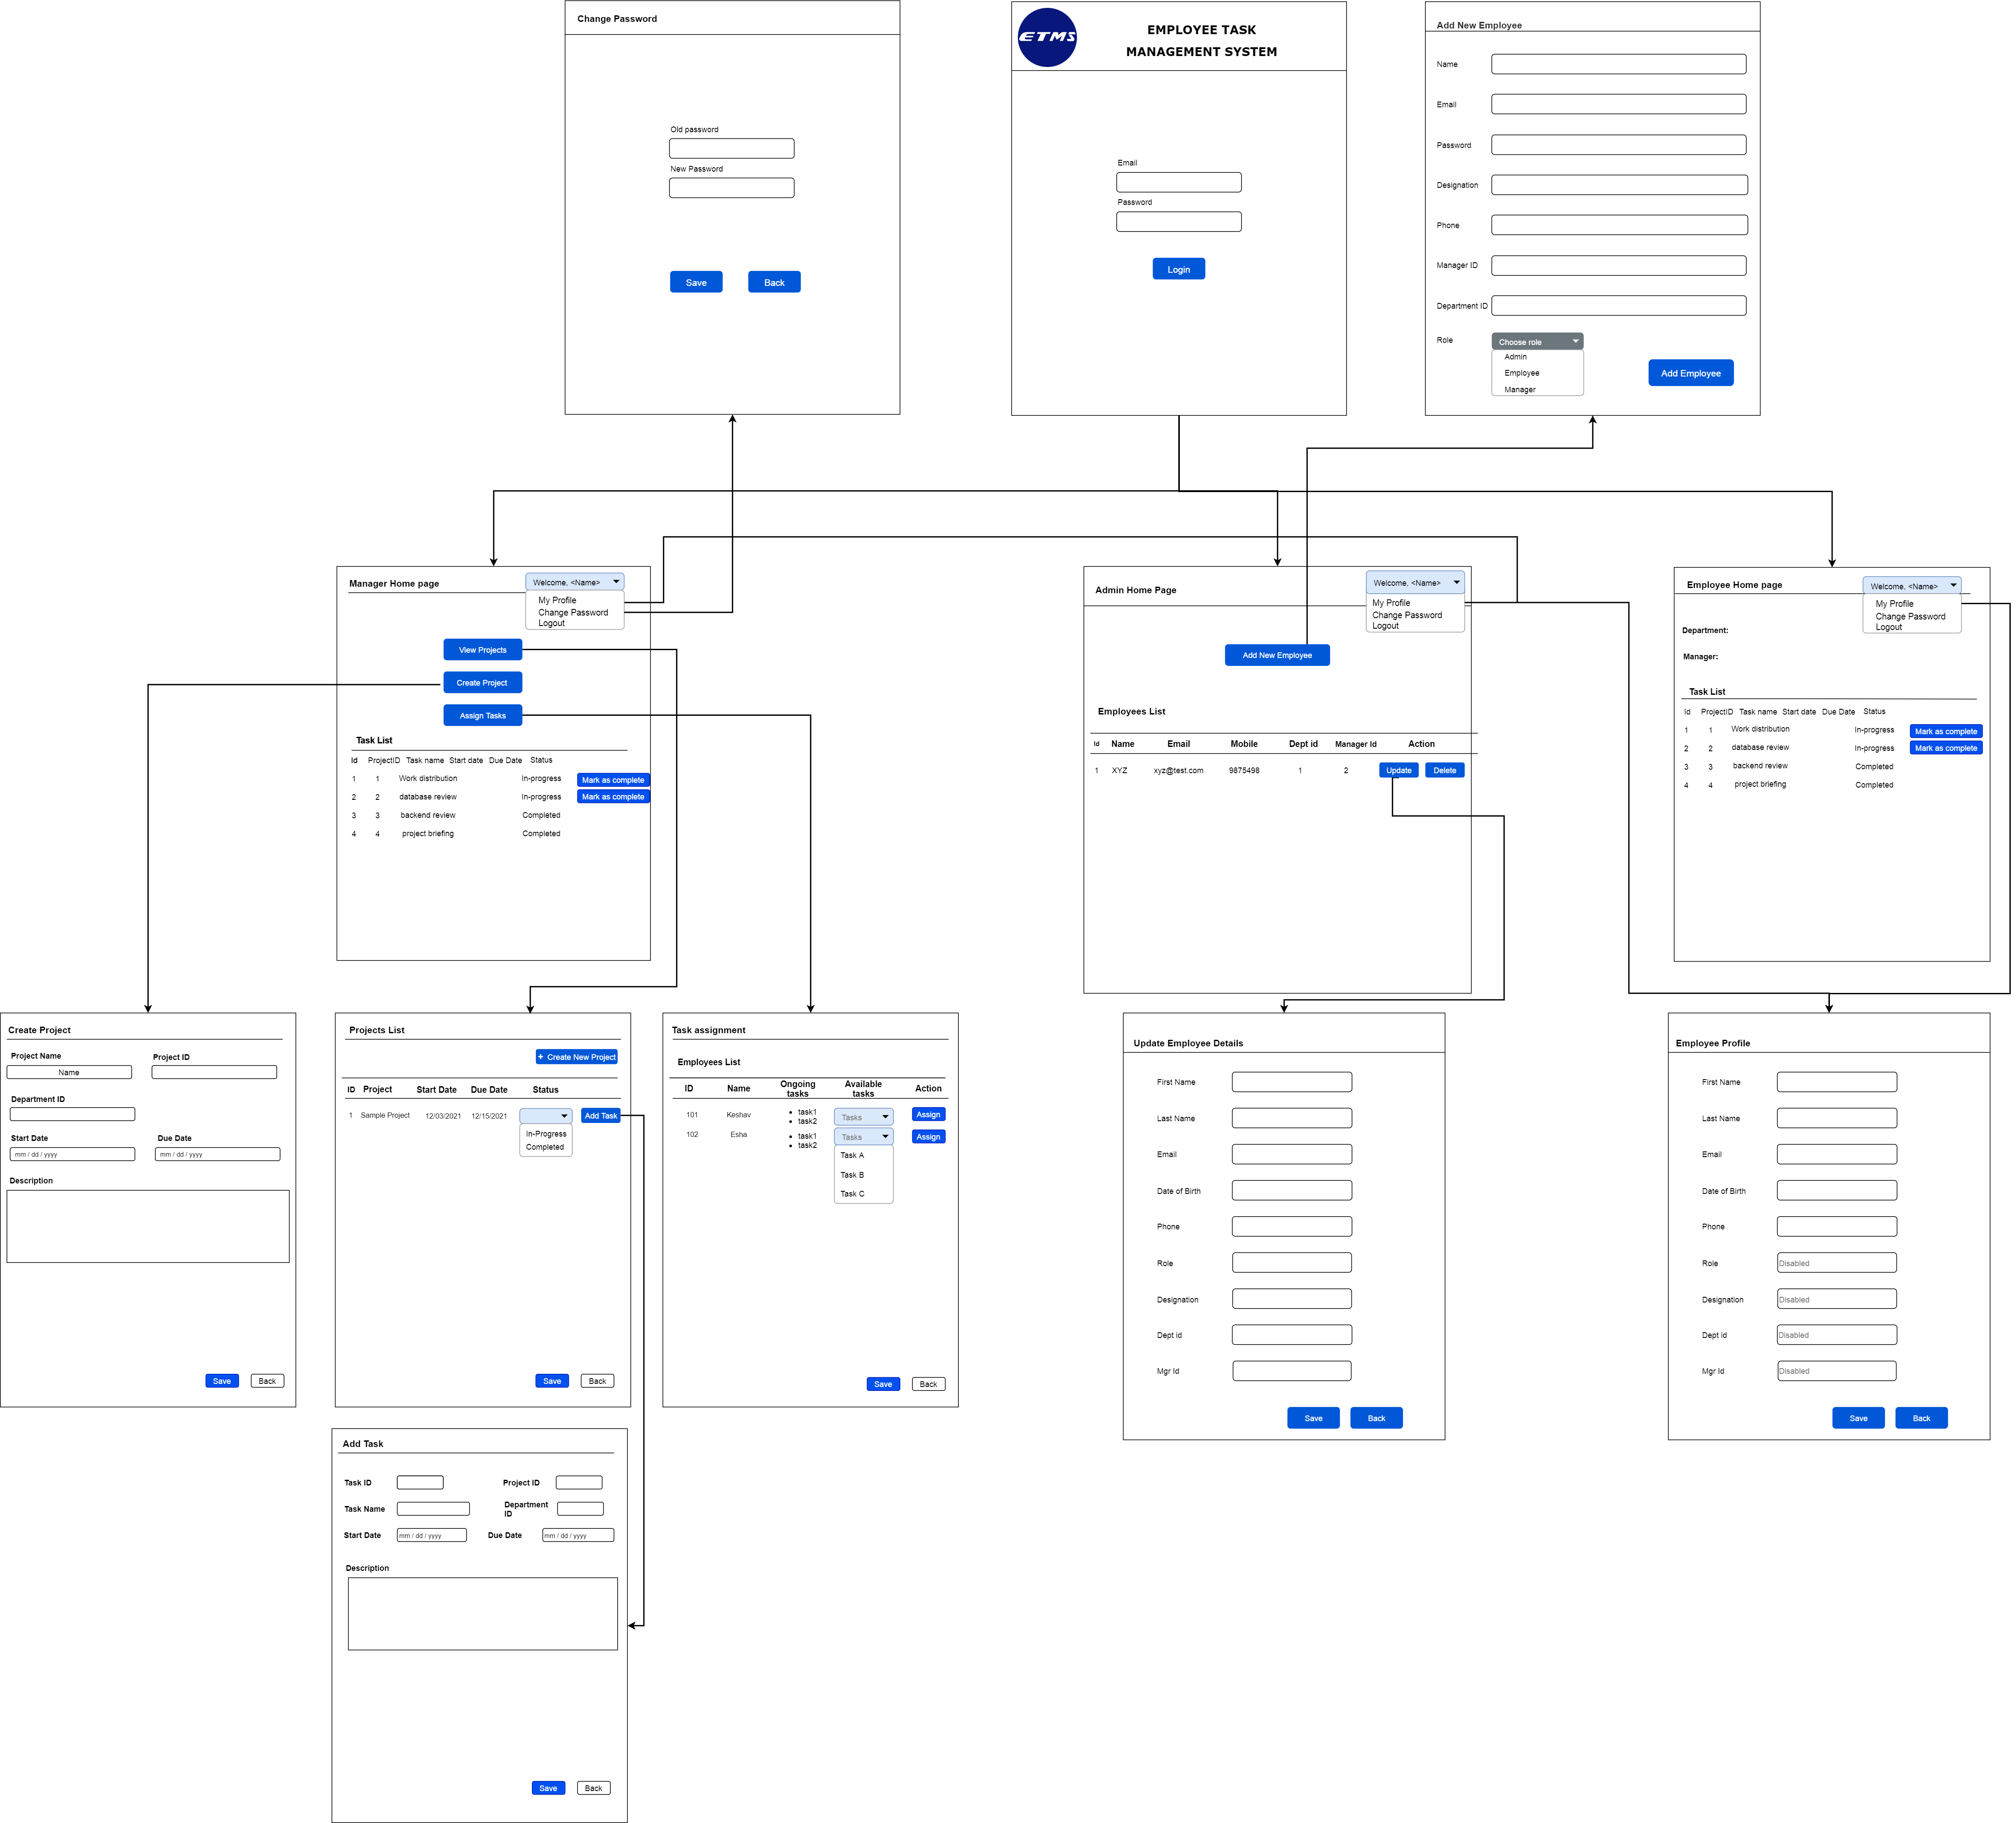 Change Password
Old password
New Password
Save Back
ETMS
EMPLOYEE TASK
MANAGEMENT SYSTEM
Email
Password
Login
Add New Employee
Name
Email
Password
Designation
Phone
Manager ID
Department ID
Role Choose role
Admin
Employee
Manager
Add Employee
Manager Home page
Welcome, <Name>
My Profile
Change Password
Logout
View Projects
Create Project
Assign Tasks
Task List
Id ProjectID Task name Start date Due Date Status
1 1 Work distribution In-progress Mark as complete
2 2 database review In-progress Mark as complete
3 3 backend review Completed
4 4 project briefing Completed
Admin Home Page
Welcome, <Name>
My Profile
Change Password
Logout
Add New Employee
Employees List
Id Name Email Mobile Dept id Manager Id Action
1 XYZ xyz@test.com 9875498 1 2 Update Delete
Employee Home page
Welcome, <Name>
My Profile
Change Password
Logout
Department:
Manager:
Task List
Id ProjectID Task name Start date Due Date Status
1 1 Work distribution In-progress Mark as complete
2 2 database review In-progress Mark as complete
3 3 backend review Completed
4 4 project briefing Completed
Create Project
Project Name Project ID
Name
Department ID
Start Date Due Date
mm / dd / yyyy mm / dd / yyyy
Description
Save Back
Projects List
+ Create New Project
ID Project Start Date Due Date Status
1 Sample Project 12/03/2021 12/15/2021 Add Task
In-Progress
Completed
Save Back
Task assignment
Employees List
ID Name Ongoing tasks Available tasks Action
101 Keshav • task1 Tasks Assign
• task2
102 Esha • task1 Tasks Assign
• task2
Task A
Task B
Task C
Save Back
Update Employee Details
First Name
Last Name
Email
Date of Birth
Phone
Role
Designation
Dept id
Mgr Id
Save Back
Employee Profile
First Name
Last Name
Email
Date of Birth
Phone
Role Disabled
Designation Disabled
Dept id Disabled
Mgr Id Disabled
Save Back
Add Task
Task ID Project ID
Task Name Department
ID
Start Date mm / dd / yyyy Due Date mm / dd / yyyy
Description
Save Back